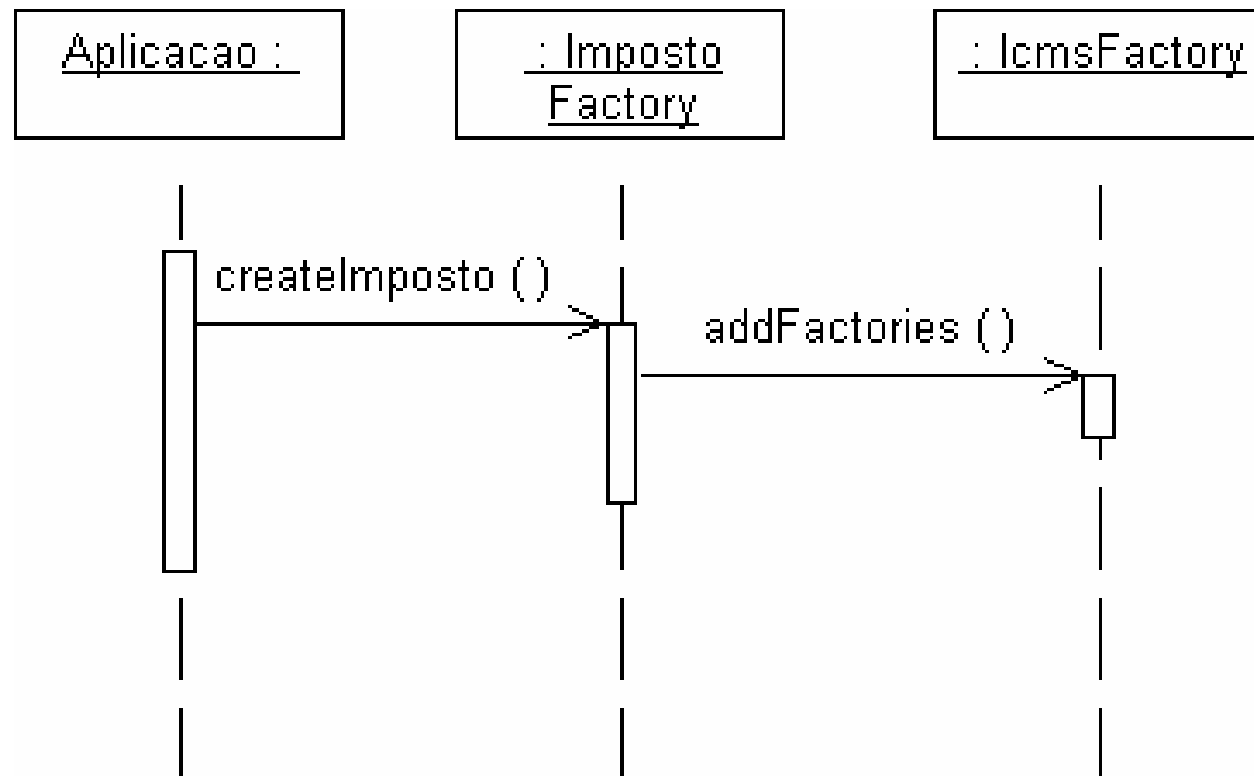 Aplicacao :
: Imposto
Factory
: IcmsFactory
createImposto ( )
addFactories ( )